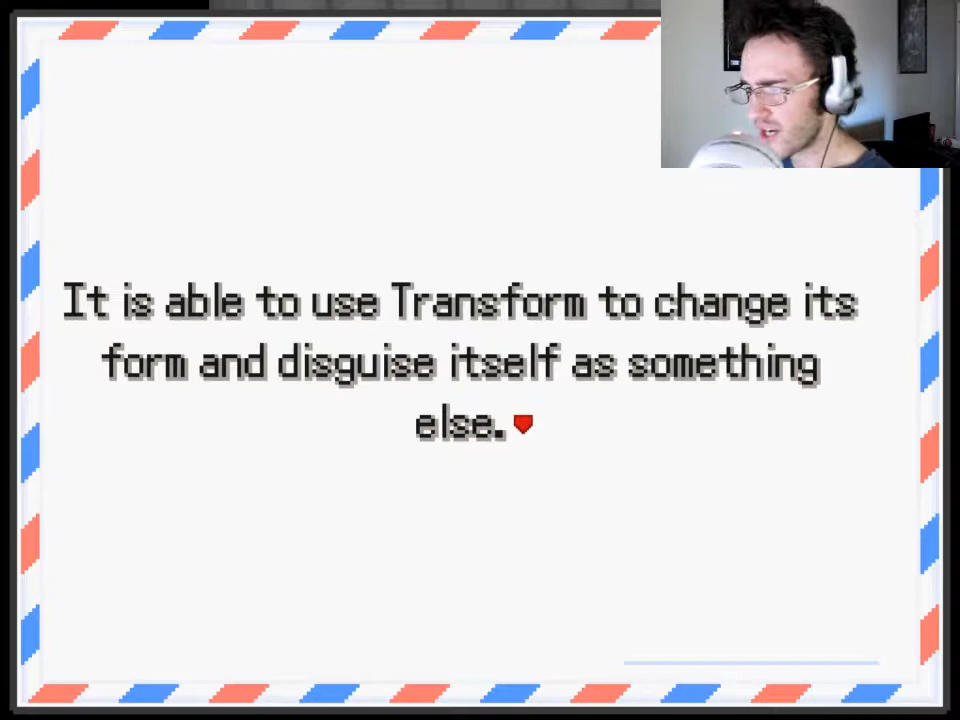 It is able to use Transform to change its
form and disguise itself as something
else.